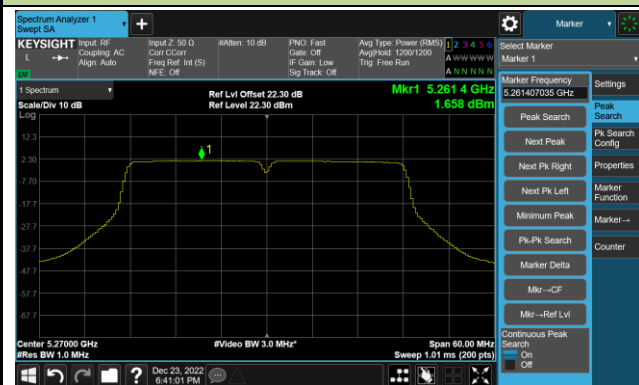 Spectrum Analyzer 1
Swept SA
+
Marker
KEYSIGHT
L
Input: RF
Coupling: AC
Align: Auto
Input Z: 50 Ω
Corr CCorr
Freq Ref: Int (S)
NFE: Off
#Atten: 10 dB
PNO: Fast
Gate: Off
IF Gain: Low
Sig Track: Off
Avg Type: Power (RMS)
Avg|Hold: 1200/1200
Trig: Free Run
1 2 3 4 5 6
A W W W W W
A N N N N N
Select Marker
Marker 1
1 Spectrum
Scale/Div 10 dB
Log
Ref Lvl Offset 22.30 dB
Ref Level 22.30 dBm
Mkr1 5.261 4 GHz
1.658 dBm
12.3
2.30
-7.70
-17.7
-27.7
-37.7
-47.7
-57.7
-67.7
1
Center 5.27000 GHz
#Res BW 1.0 MHz
#Video BW 3.0 MHz*
Span 60.00 MHz
Sweep 1.01 ms (200 pts)
Marker Frequency
5.261407035 GHz
Peak Search
Next Peak
Next Pk Right
Next Pk Left
Minimum Peak
Pk-Pk Search
Marker Delta
Mkr→CF
Mkr→Ref Lvl
Continuous Peak
Search
On
Off
Settings
Peak
Search
Pk Search
Config
Properties
Marker
Function
Marker→
Counter
?
Dec 23, 2022
6:41:01 PM